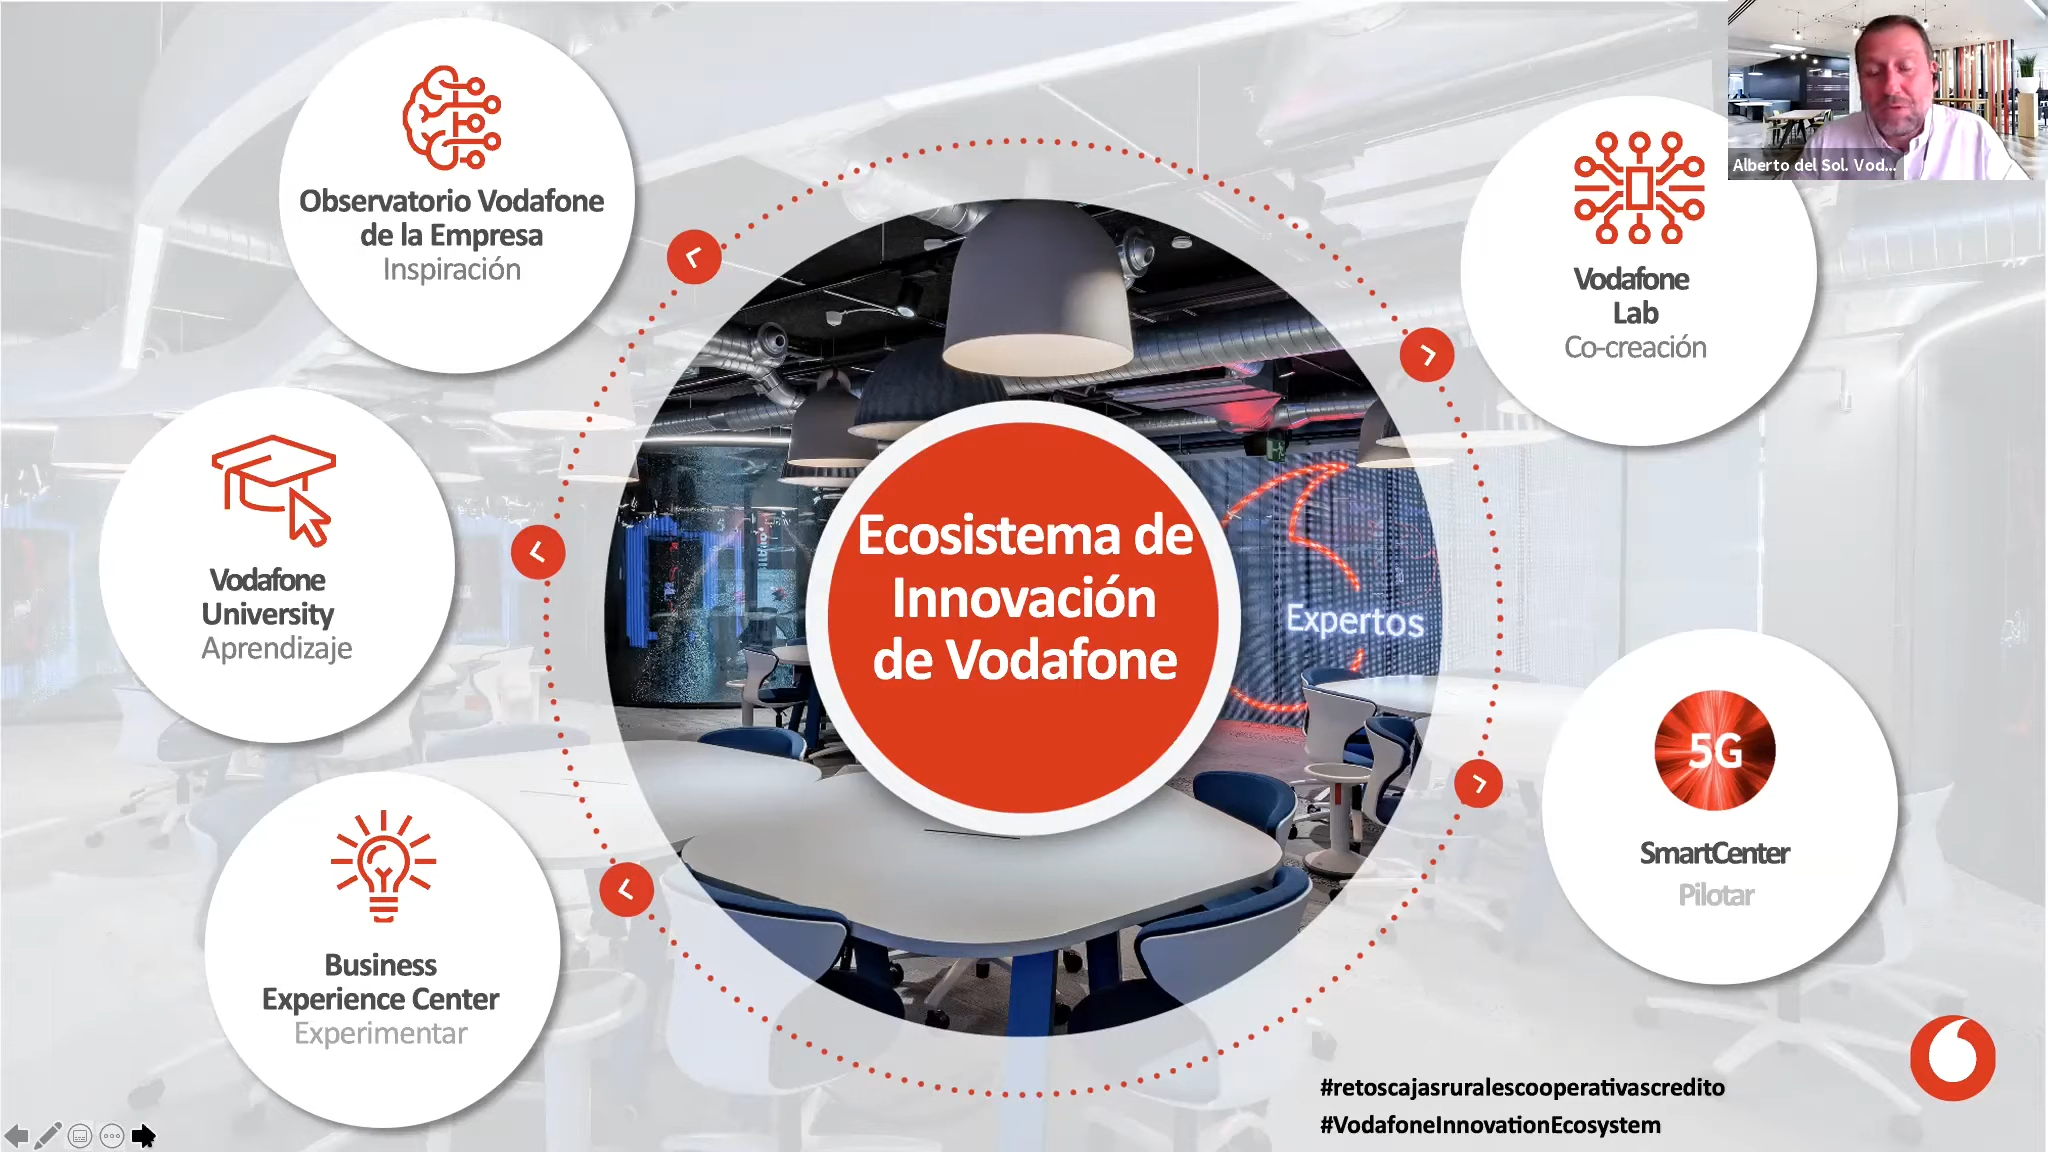 Observatorio Vodafone
de la Empresa
Inspiración
Vodafone
University
Aprendizaje
Business
Experience Center
Experimentar
Ecosistema de
Innovación
de Vodafone
Expertos
Alberto del Sol. Vod...
Vodafone
Lab
Co-creación
5G
SmartCenter
Pilotar
#retoscajasruralescooperativascredito
#VodafoneInnovationEcosystem